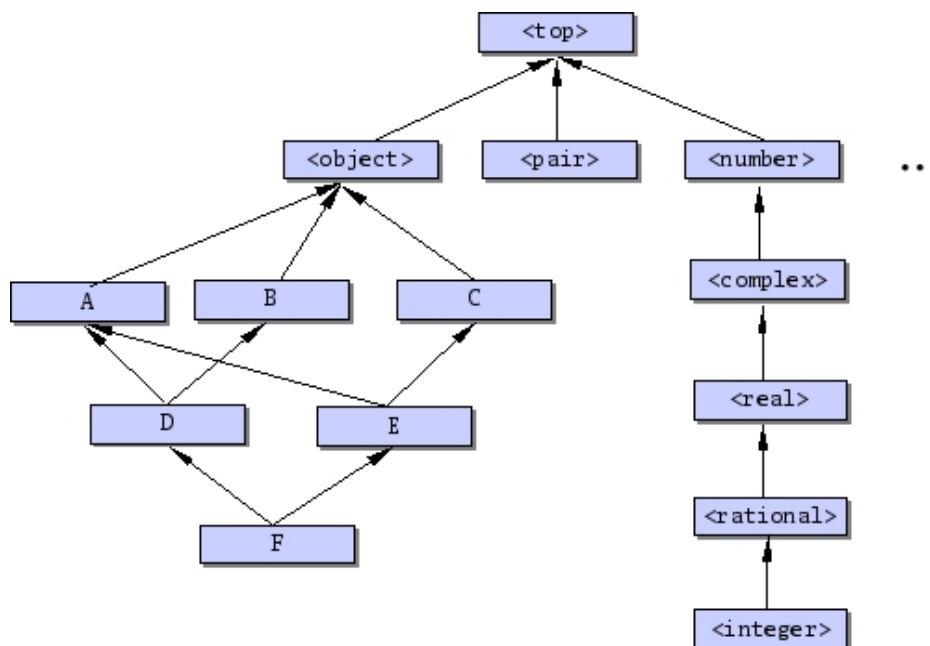 <top>
<object>
<pair>
<number>
..
A
B
C
<complex>
D
E
<real>
F
<rational>
<integer>